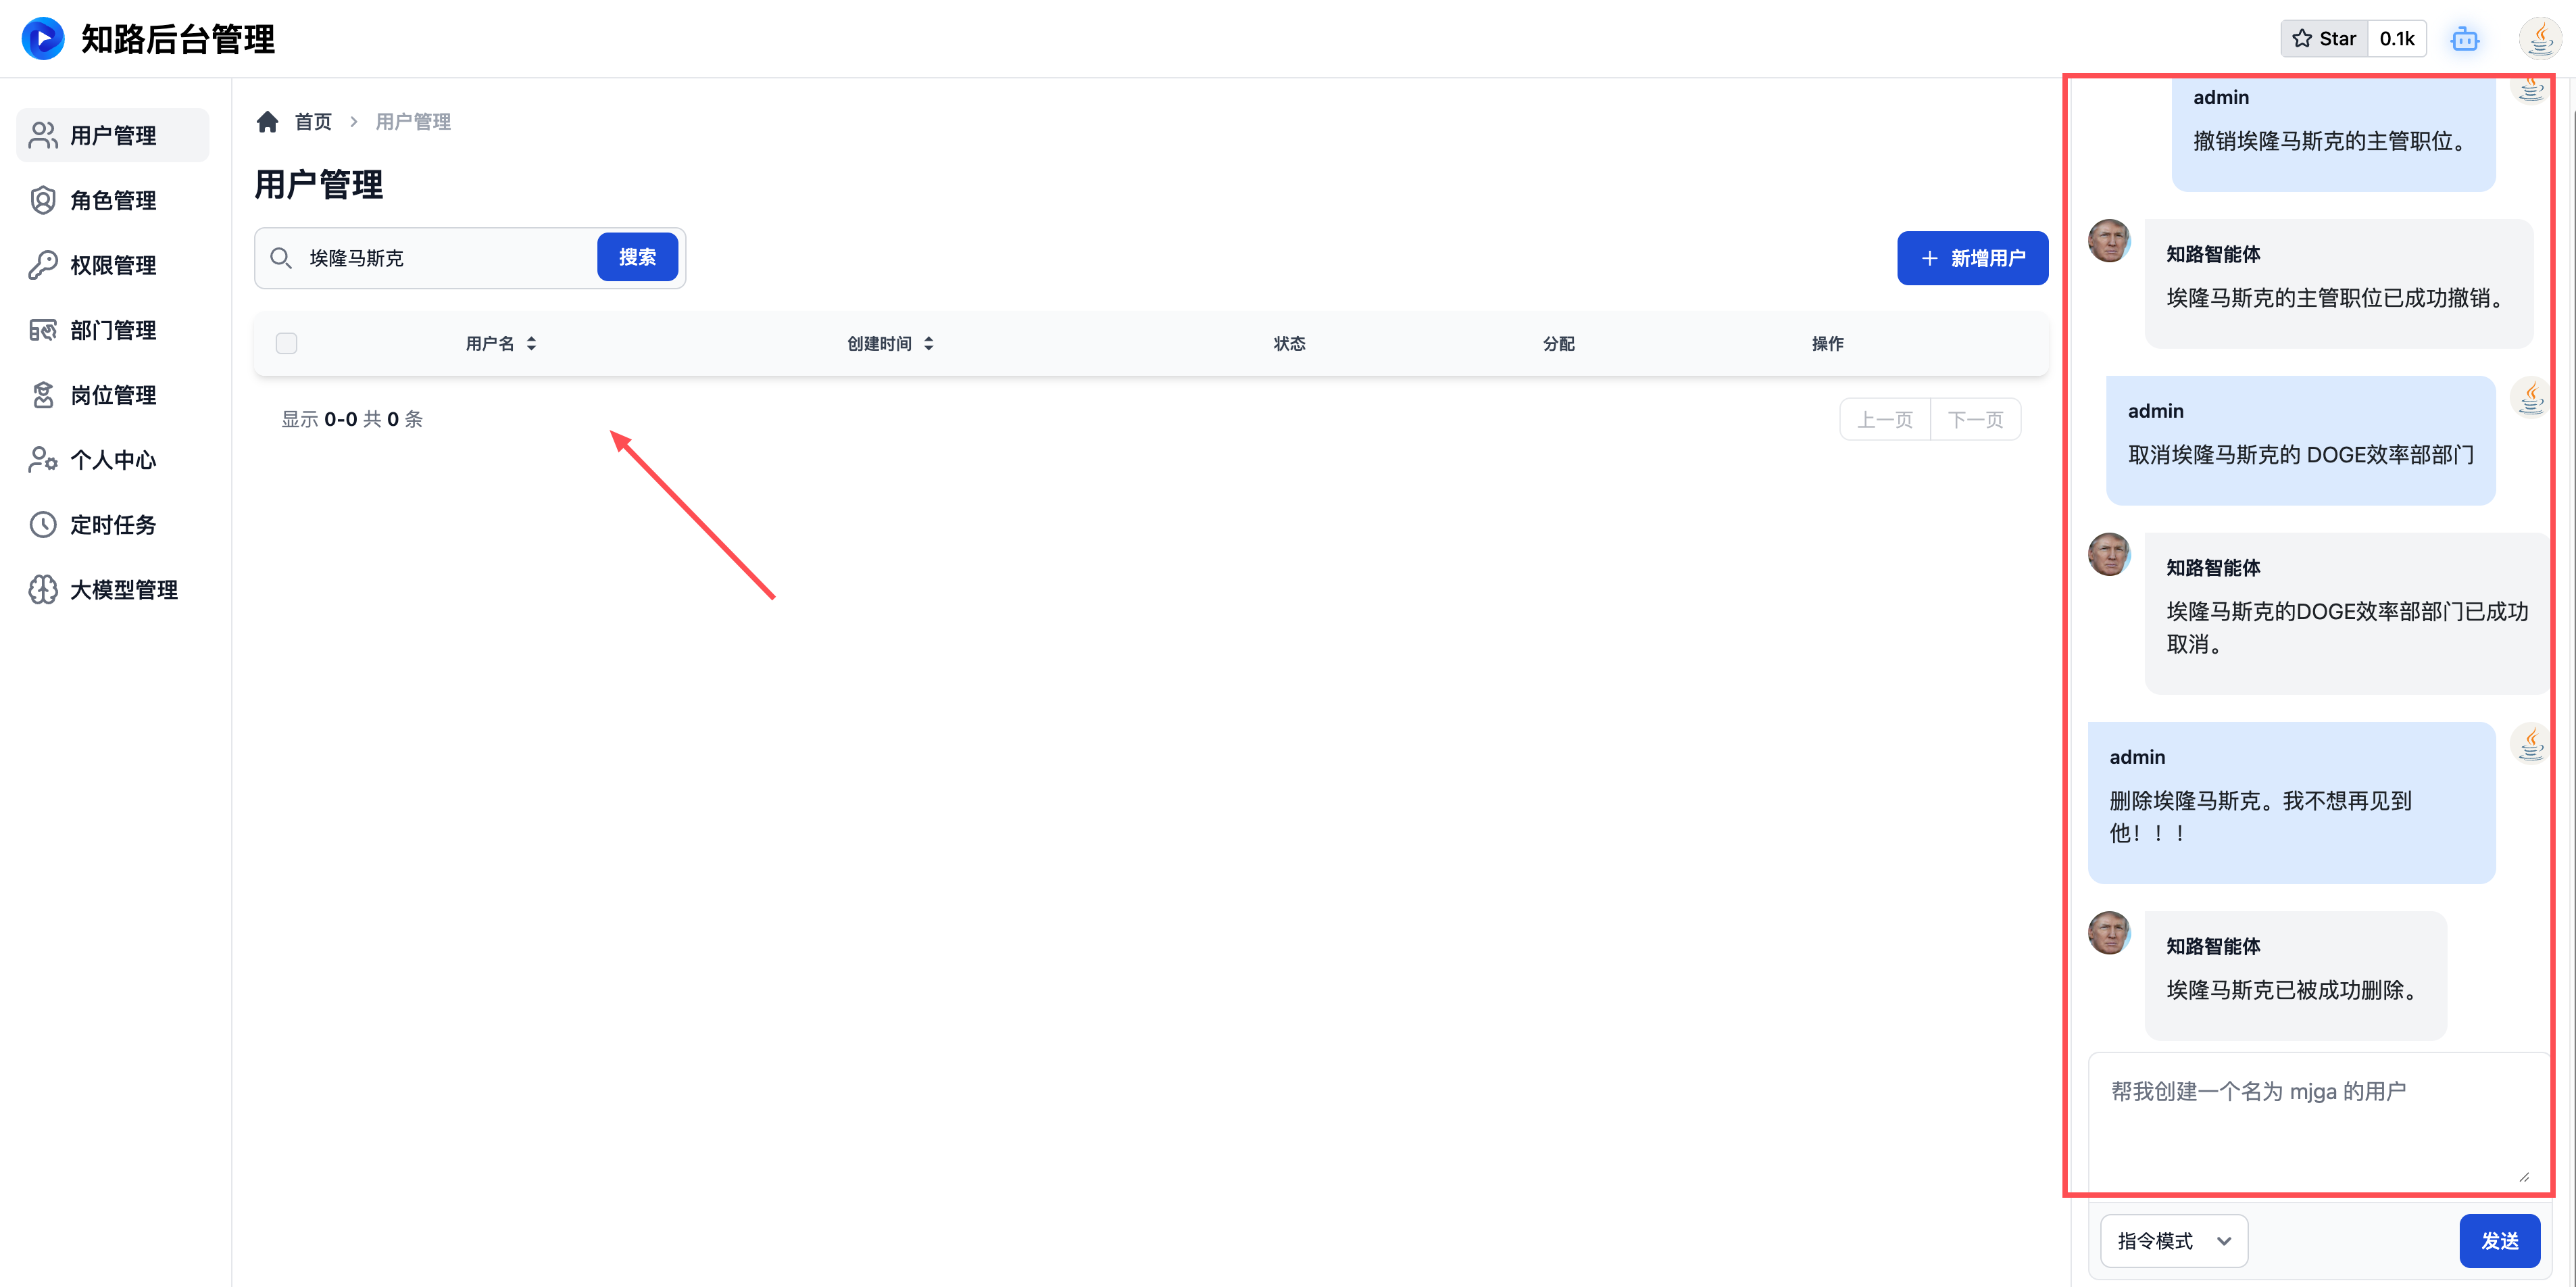 知路后台管理
Star 0.1k
用户管理
角色管理
权限管理
部门管理
岗位管理
个人中心
定时任务
大模型管理
首页 > 用户管理
用户管理
埃隆马斯克 搜索
+ 新增用户
用户名 创建时间 状态 分配 操作
显示 0-0 共 0 条
上一页 下一页
admin
撤销埃隆马斯克的主管职位。
知路智能体
埃隆马斯克的主管职位已成功撤销。
admin
取消埃隆马斯克的 DOGE效率部部门
知路智能体
埃隆马斯克的DOGE效率部部门已成功
取消。
admin
删除埃隆马斯克。我不想再见到
他！！！
知路智能体
埃隆马斯克已被成功删除。
帮我创建一个名为 mjga 的用户
指令模式 发送